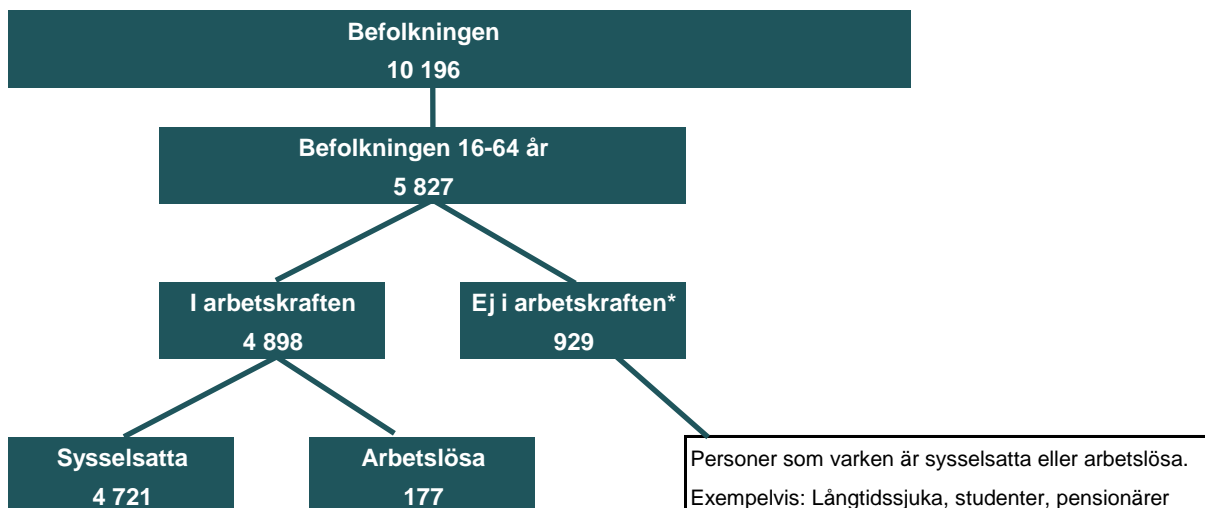 Befolkningen
10 196
Befolkningen 16-64 år
5 827
I arbetskraften
4 898
Ej i arbetskraften*
929
Sysselsatta
4 721
Arbetslösa
177
Personer som varken är sysselsatta eller arbetslösa.
Exempelvis: Långtidssjuka, studenter, pensionärer